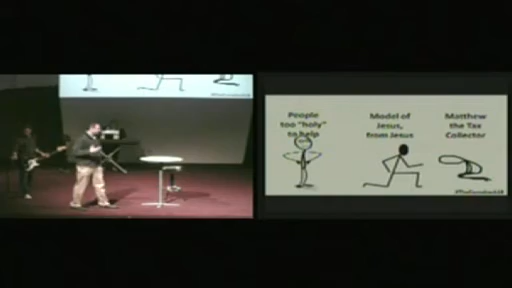 People
too "holy"
to help
Model of
Jesus,
from Jesus
Matthew
the Tax
Collector